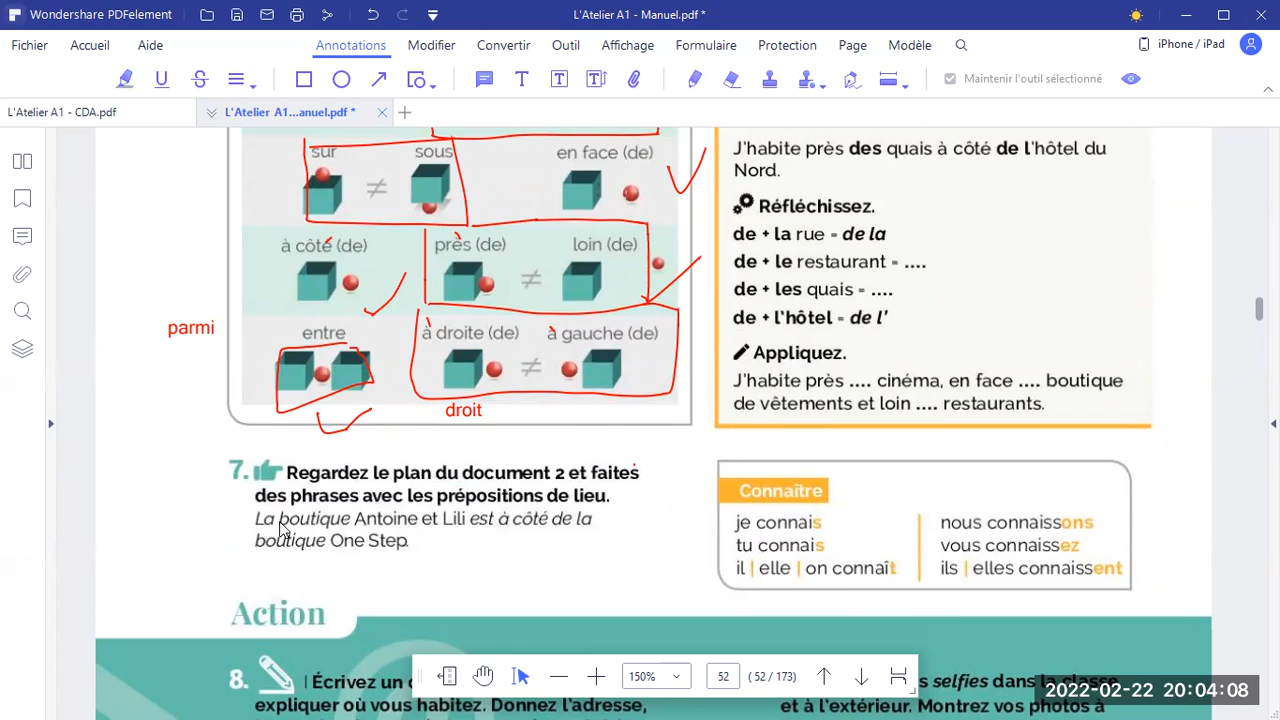 Wondershare PDFelement
L'Atelier A1 - Manuel.pdf *
Fichier Accueil Aide Annotations Modifier Convertir Outil Affichage Formulaire Protection Page Modèle iPhone / iPad
Maintenir l'outil sélectionné
L'Atelier A1 - CDA.pdf L'Atelier A1...anuel.pdf *
sur sous en face (de)
≠
à côté (de) près (de) loin (de)
≠
parmi
entre à droite (de) à gauche (de)
≠
droit
J'habite près des quais à côté de l'hôtel du
Nord.
Réfléchissez.
de + la rue = de la
de + le restaurant = ....
de + les quais = ....
de + l'hôtel = de l'
Appliquez.
J'habite près .... cinéma, en face .... boutique
de vêtements et loin .... restaurants.
7. Regardez le plan du document 2 et faites
des phrases avec les prépositions de lieu.
La boutique Antoine et Lili est à côté de la
boutique One Step.
Connaître
je connais
tu connais
il | elle | on connaît
nous connaissons
vous connaissez
ils | elles connaissent
Action
8. Écrivez un
expliquer où vous habitez. Donnez l'adresse,
selfies dans la classe
et à l'extérieur. Montrez vos photos à
150% 52 (52 / 173)
2022-02-22 20:04:08